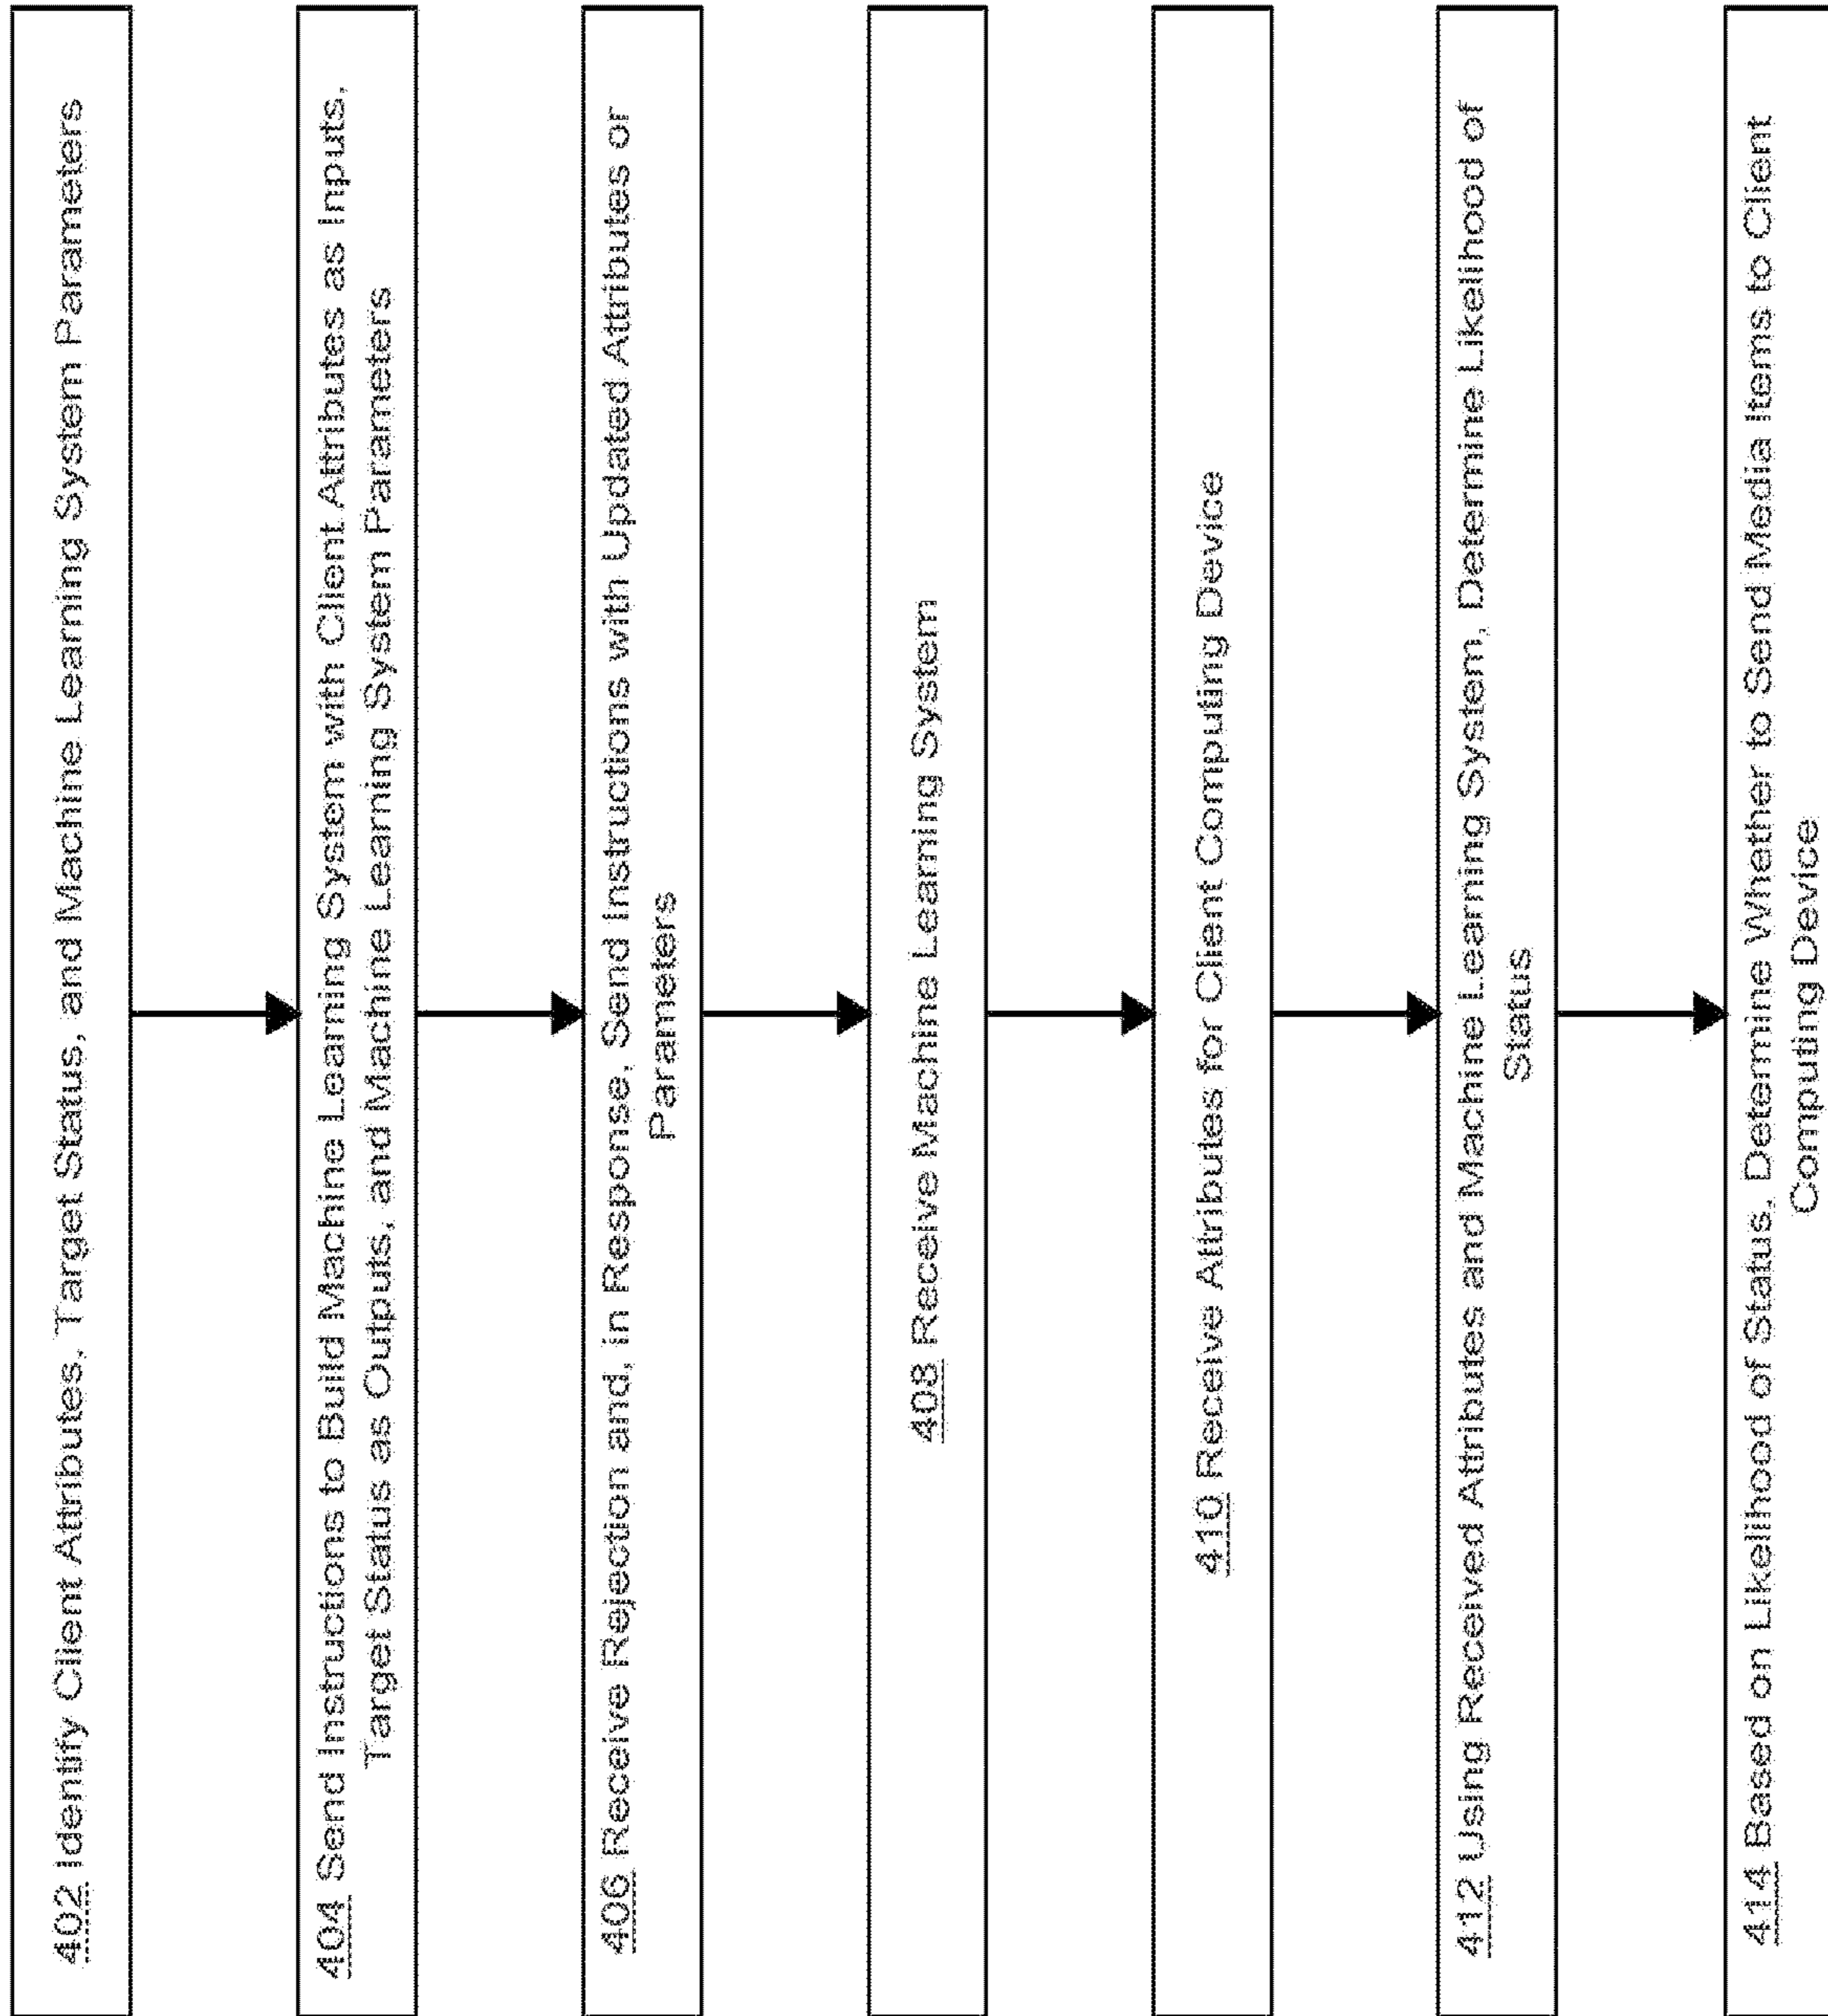 402 Identify Client Attributes, Target Status, and Machine Learning System Parameters
404 Send Instructions to Build Machine Learning System with Client Attributes as Inputs,
Target Status as Outputs, and Machine Learning System Parameters
406 Receive Rejection and, in Response, Send Instructions with Updated Attributes or
Parameters
408 Receive Machine Learning System
410 Receive Attributes for Client Computing Device
412 Using Received Attributes and Machine Learning System, Determine Likelihood of
Status
414 Based on Likelihood of Status, Determine Whether to Send Media Items to Client
Computing Device